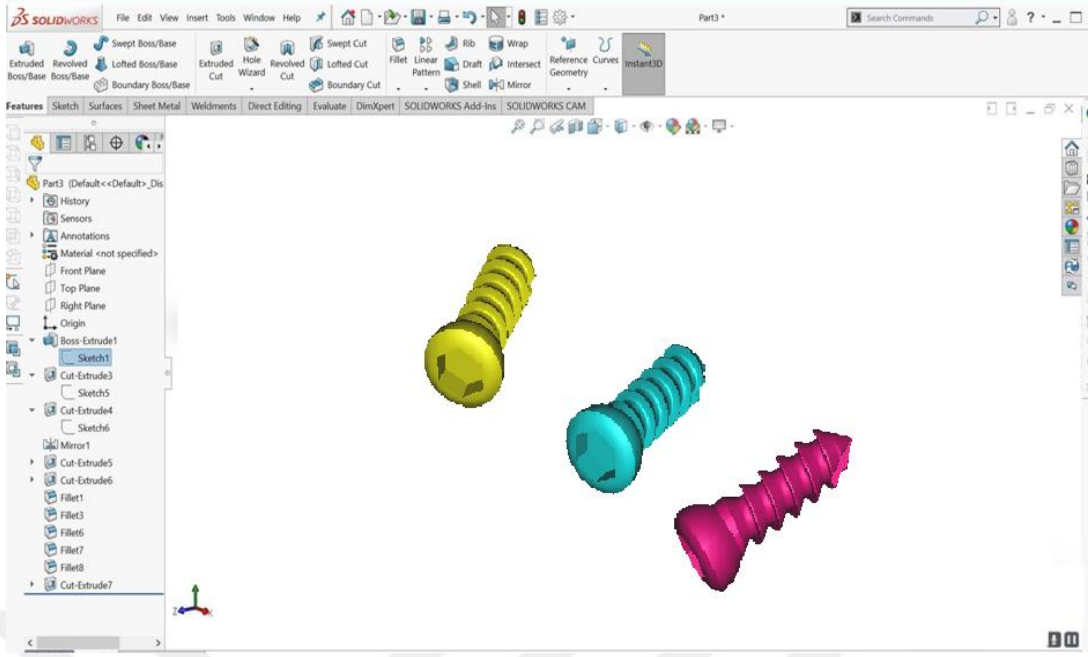 SOLIDWORKS File Edit View Insert Tools Window Help Part3 * Search Commands
Extruded Boss/Base Revolved Boss/Base Swept Boss/Base Lofted Boss/Base Boundary Boss/Base Extruded Cut Hole Wizard Revolved Cut Swept Cut Lofted Cut Boundary Cut Fillet Linear Pattern Rib Draft Shell Wrap Intersect Mirror Reference Geometry Curves Instant3D
Features Sketch Surfaces Sheet Metal Weldments Direct Editing Evaluate DimXpert SOLIDWORKS Add-Ins SOLIDWORKS CAM
Part3 (Default<<Default>_Dis
History
Sensors
Annotations
Material <not specified>
Front Plane
Top Plane
Right Plane
Origin
Boss-Extrude1
Sketch1
Cut-Extrude3
Sketch5
Cut-Extrude4
Sketch6
Mirror1
Cut-Extrude5
Cut-Extrude6
Fillet1
Fillet3
Fillet6
Fillet7
Fillet8
Cut-Extrude7
Z